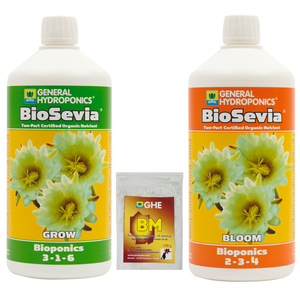 GENERAL
HYDROPONICS®
BioSevia®
Two-Part Certified Organic Nutrient
GROW
Bioponics
3-1-6
GHE
BM
GENERAL
HYDROPONICS®
BioSevia®
Two-Part Certified Organic Nutrient
BLOOM
Bioponics
2-3-4